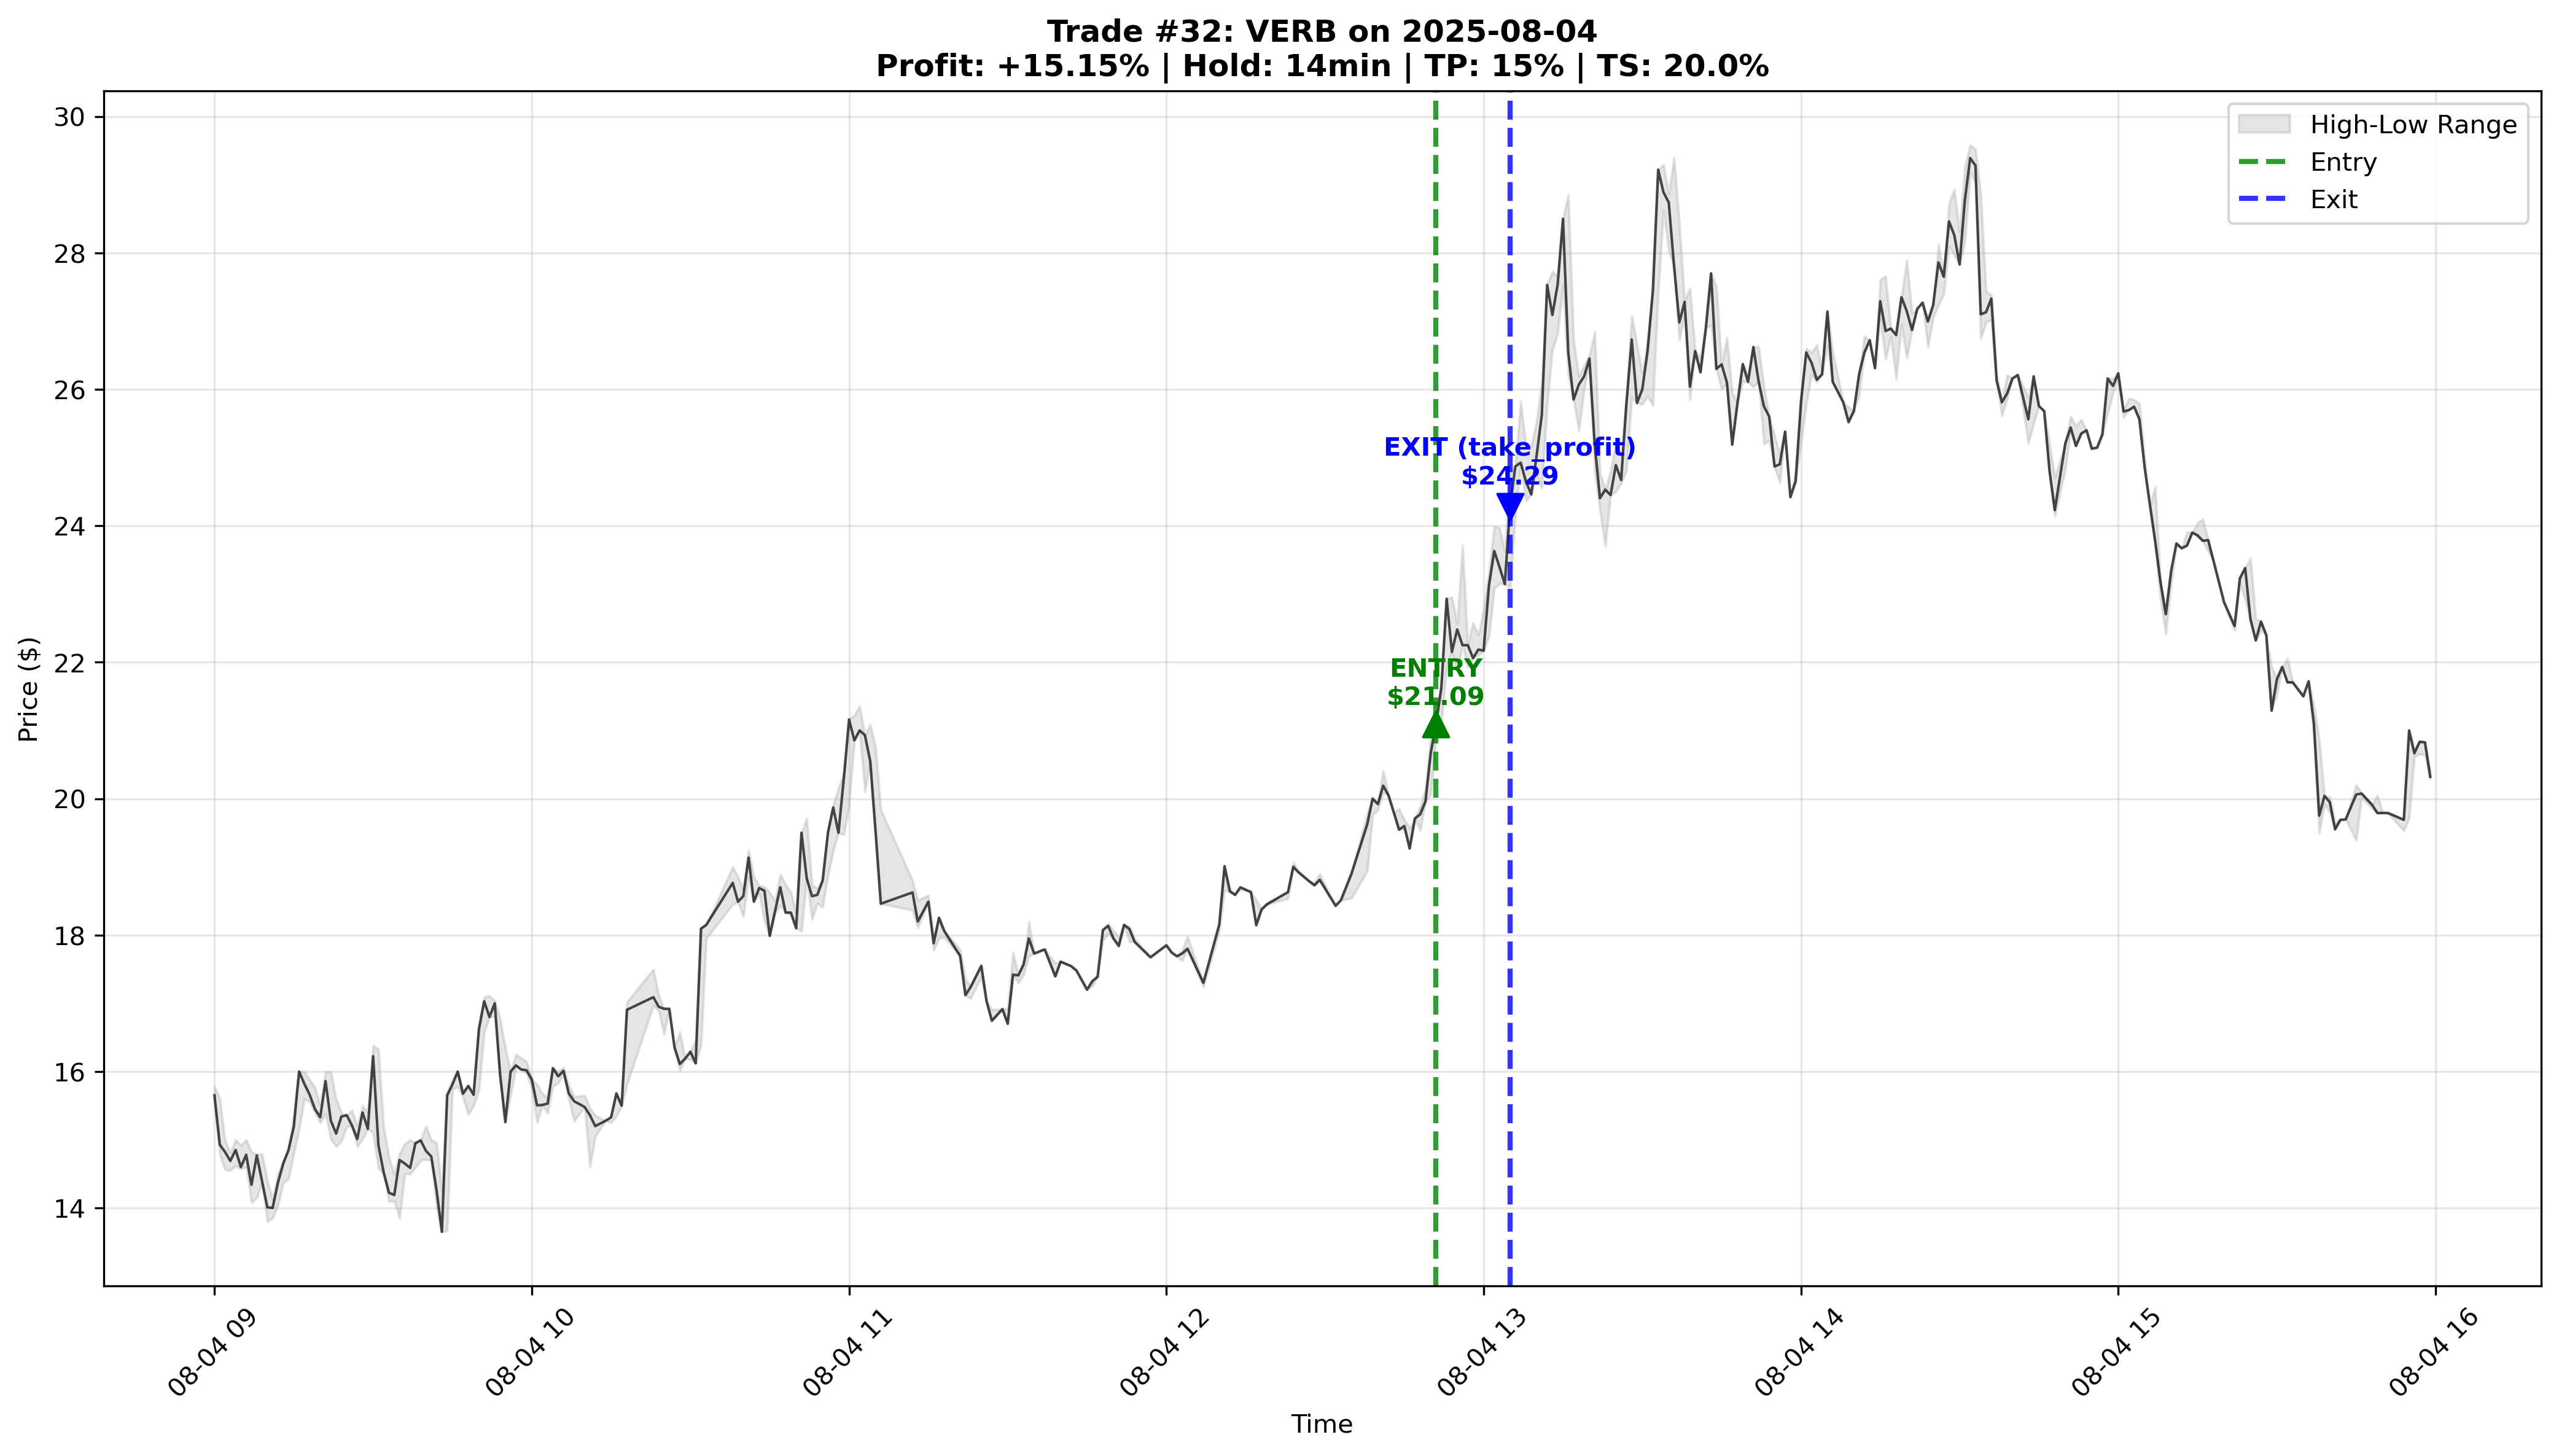 Trade #32: VERB on 2025-08-04
Profit: +15.15% | Hold: 14min | TP: 15% | TS: 20.0%
High-Low Range
Entry
Exit
EXIT (take_profit)
$24.29
ENTRY
$21.09
Price ($)
30
28
26
24
22
20
18
16
14
08-04 09
08-04 10
08-04 11
08-04 12
08-04 13
08-04 14
08-04 15
08-04 16
Time